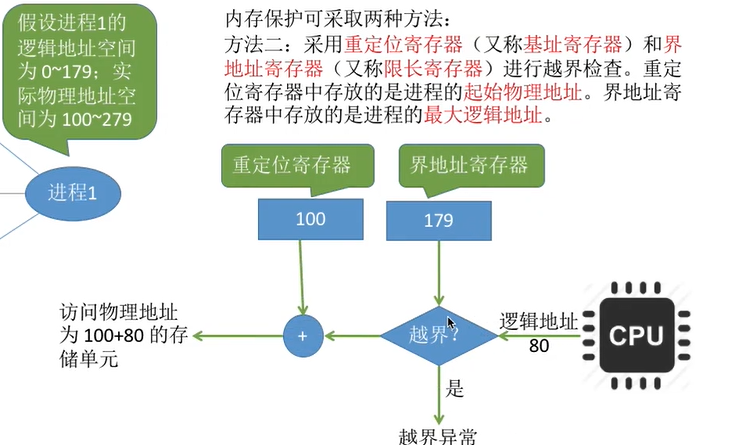 假设进程1的
逻辑地址空间
为 0~179；实
际物理地址空
间为 100~279
进程1
内存保护可采取两种方法：
方法二：采用重定位寄存器（又称基址寄存器）和界
地址寄存器（又称限长寄存器）进行越界检查。重定
位寄存器中存放的是进程的起始物理地址。界地址寄
存器中存放的是进程的最大逻辑地址。
重定位寄存器
界地址寄存器
100
179
访问物理地址
为 100+80 的存
储单元
+
越界？
逻辑地址
80
CPU
是
越界异常